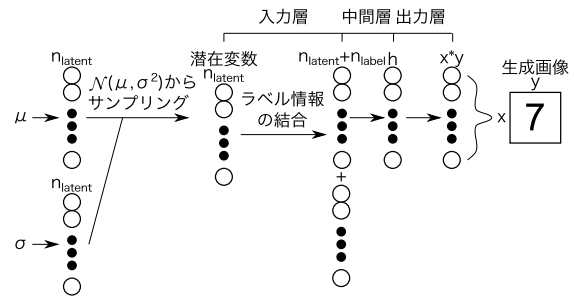 入力層 中間層 出力層
潜在変数
n_latent
n_latent
n_latent+n_label
h
x*y
生成画像
y
x
7
𝒩(μ, σ²)から
サンプリング
μ
ラベル情報
の結合
+
n_latent
σ